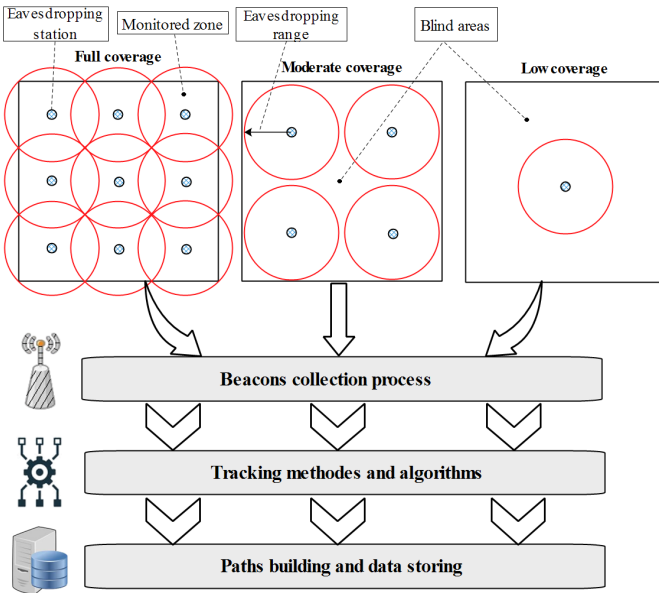 Eavesdropping
station
Monitored zone
Eavesdropping
range
Blind areas
Full coverage
Moderate coverage
Low coverage
Beacons collection process
Tracking methodes and algorithms
Paths building and data storing